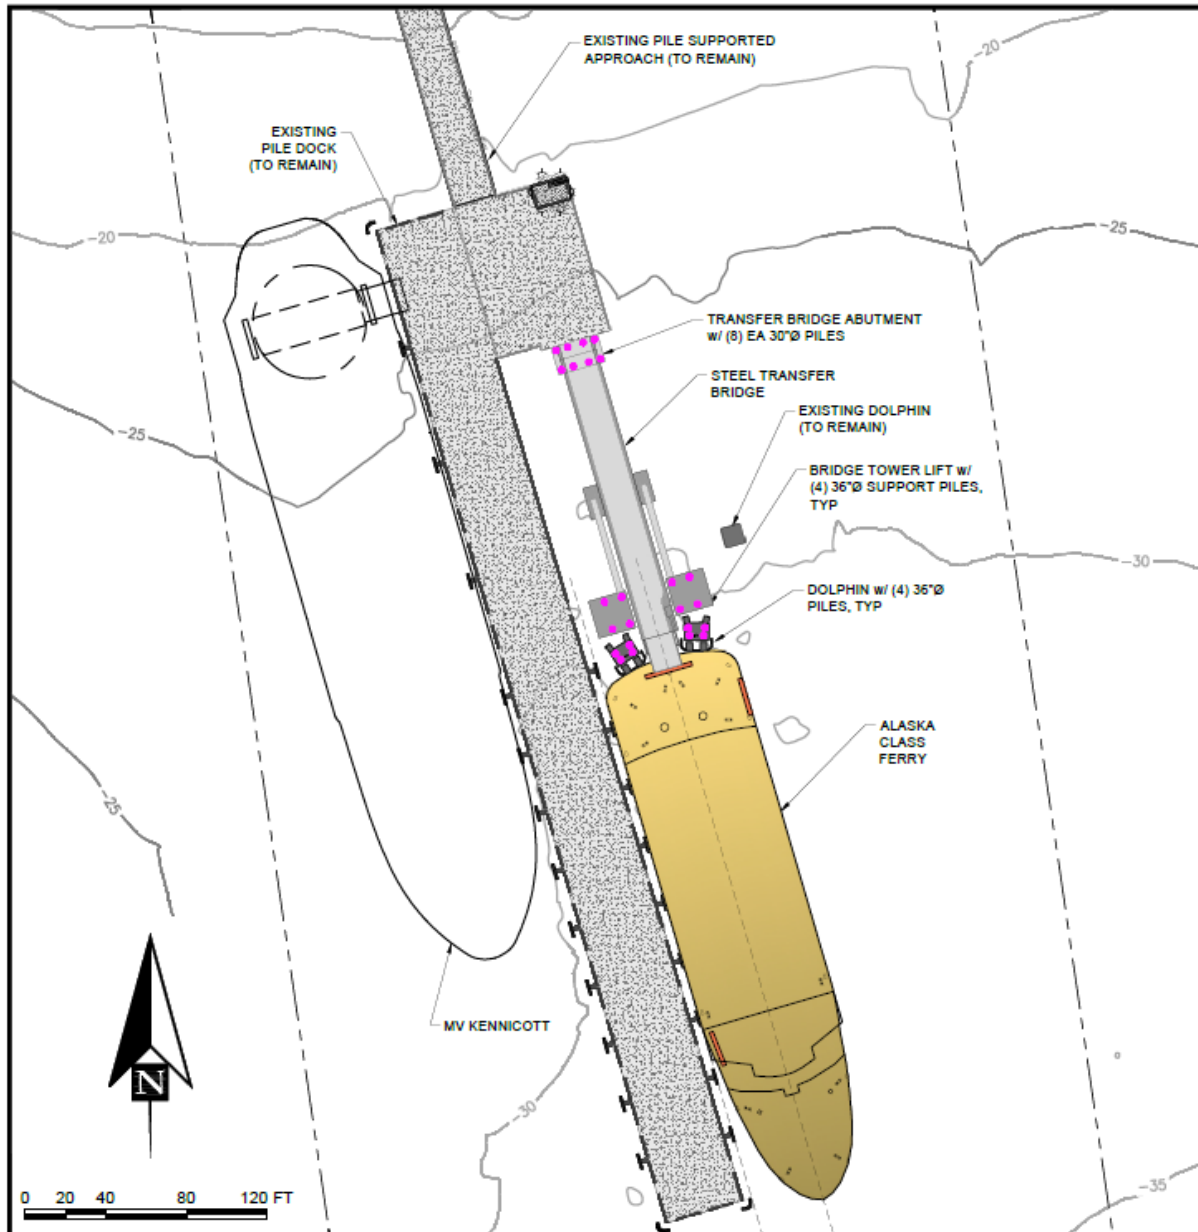 EXISTING PILE SUPPORTED
APPROACH (TO REMAIN)
-20
EXISTING
PILE DOCK
(TO REMAIN)
-20
-25
TRANSFER BRIDGE ABUTMENT
w/ (8) EA 30"Ø PILES
STEEL TRANSFER
BRIDGE
EXISTING DOLPHIN
(TO REMAIN)
-25
BRIDGE TOWER LIFT w/
(4) 36"Ø SUPPORT PILES,
TYP
-30
DOLPHIN w/ (4) 36"Ø
PILES, TYP
ALASKA
CLASS
FERRY
-25
MV KENNICOTT
N
-30
-35
0 20 40 80 120 FT